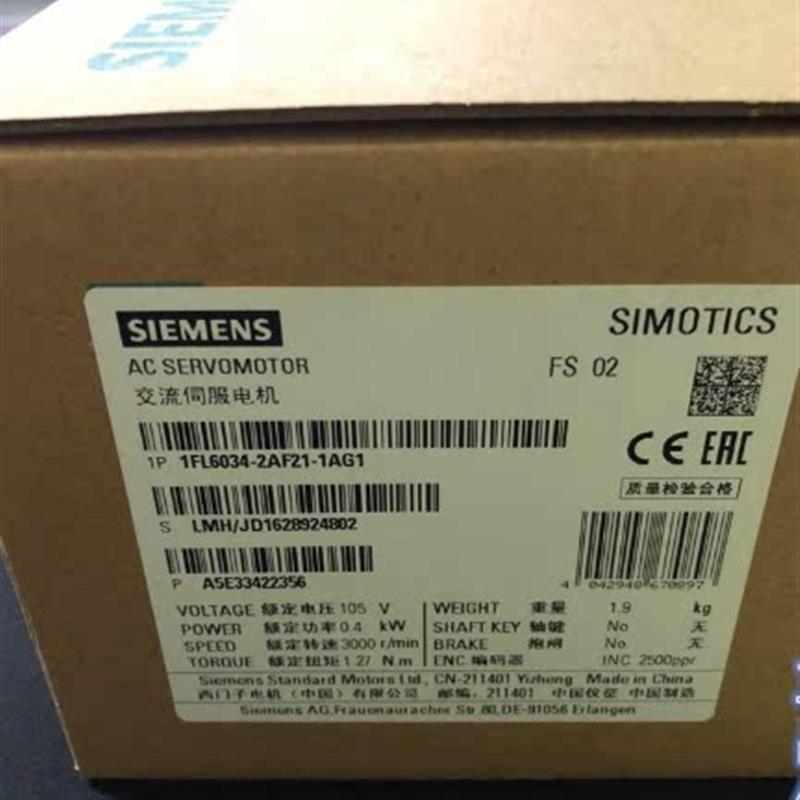 SIEMENS
SIEMENS
SIMOTICS
AC SERVOMOTOR
FS 02
交流伺服电机
1P 1FL6034-2AF21-1AG1
CE EAC
质量检验合格
S LMH/JD1628924802
P A5E33422356
4 042948 670897
VOLTAGE 额定电压 105 V
WEIGHT 重量 1.9 kg
POWER 额定功率 0.4 kW
SHAFT KEY 轴键 No 无
SPEED 额定转速 3000 r/min
BRAKE 抱闸 No 无
TORQUE 额定扭矩 1.27 N.m
ENC 编码器 INC 2500ppr
Siemens Standard Motors Ltd., CN-211401 Yizheng Made in China
西门子电机（中国）有限公司 邮编: 211401 中国仪征 中国制造
Siemens AG,Frauenauracher Str 80,DE-91056 Erlangen